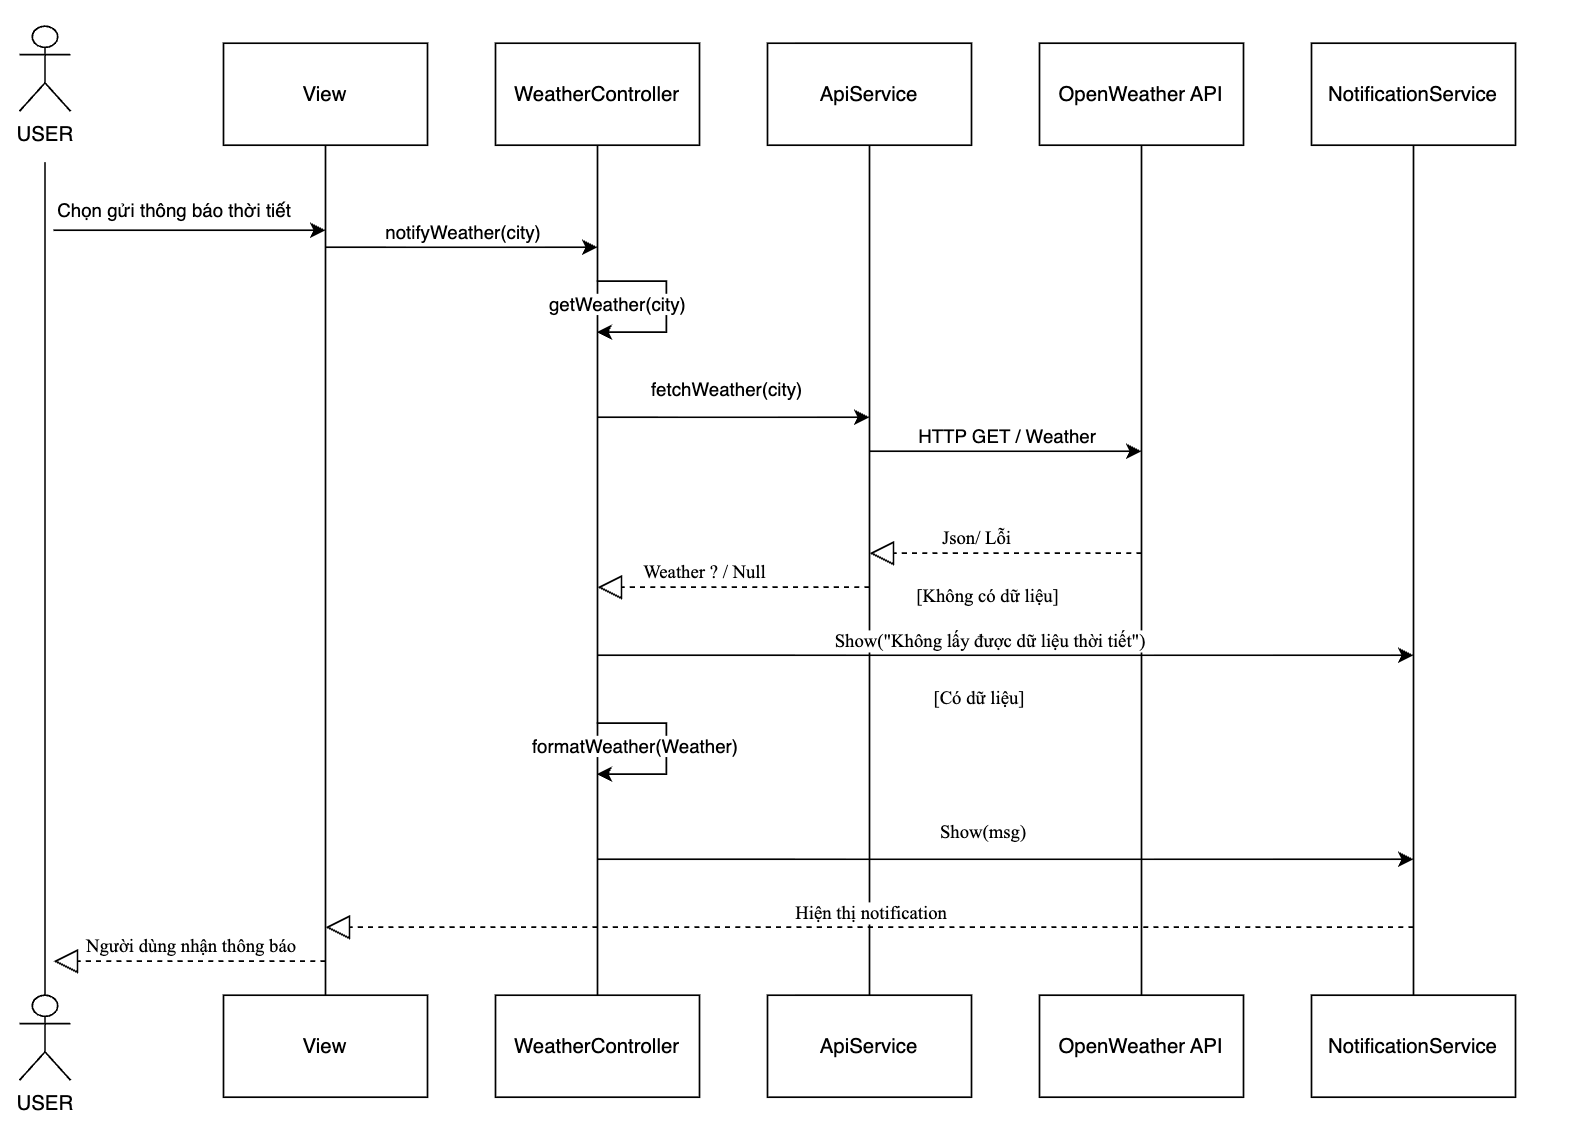 USER
View
WeatherController
ApiService
OpenWeather API
NotificationService
Chọn gửi thông báo thời tiết
notifyWeather(city)
getWeather(city)
fetchWeather(city)
HTTP GET / Weather
Json/ Lỗi
Weather ? / Null
[Không có dữ liệu]
Show("Không lấy được dữ liệu thời tiết")
[Có dữ liệu]
formatWeather(Weather)
Show(msg)
Hiện thị notification
Người dùng nhận thông báo
USER
View
WeatherController
ApiService
OpenWeather API
NotificationService